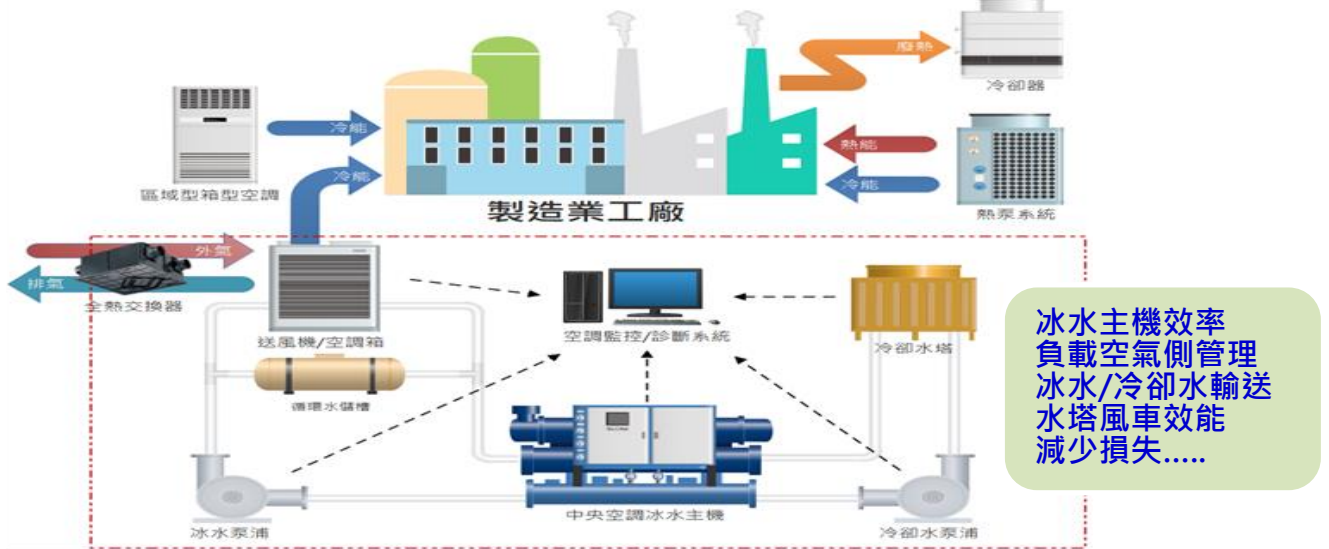 廢熱
冷卻器
冷能
熱能
冷能
冷能
區域型箱型空調
製造業工廠
熱泵系統
外氣
排氣
全熱交換器
送風機/空調箱
空調監控/診斷系統
冷卻水塔
循環水儲槽
冰水泵浦
中央空調冰水主機
冷卻水泵浦
冰水主機效率
負載空氣側管理
冰水/冷卻水輸送
水塔風車效能
減少損失.....